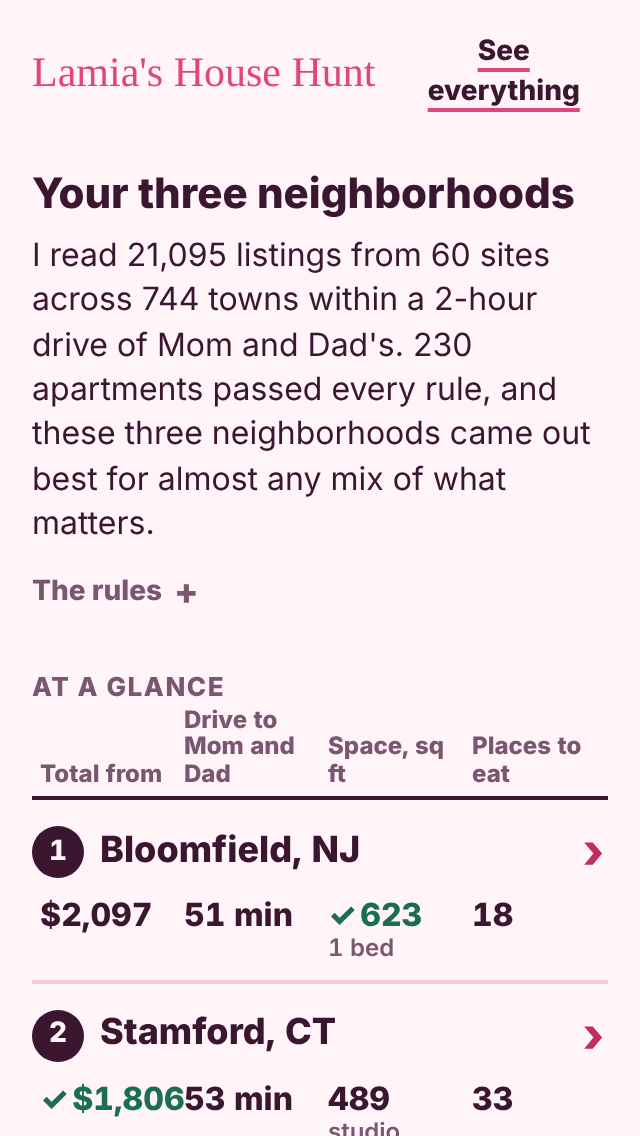 Lamia's House Hunt
See
everything
Your three neighborhoods
I read 21,095 listings from 60 sites
across 744 towns within a 2-hour
drive of Mom and Dad's. 230
apartments passed every rule, and
these three neighborhoods came out
best for almost any mix of what
matters.
The rules +
AT A GLANCE
Total from
Drive to
Mom and
Dad
Space, sq
ft
Places to
eat
1 Bloomfield, NJ ›
$2,097 51 min ✓623 18
1 bed
2 Stamford, CT ›
✓$1,806 53 min 489 33
studio